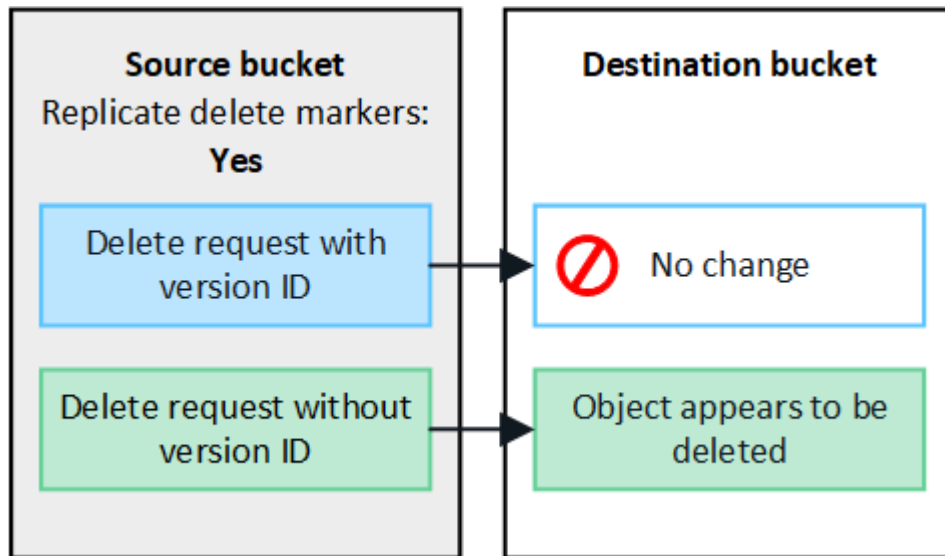 Source bucket
Replicate delete markers:
Yes
Delete request with
version ID
Delete request without
version ID
Destination bucket
No change
Object appears to be
deleted